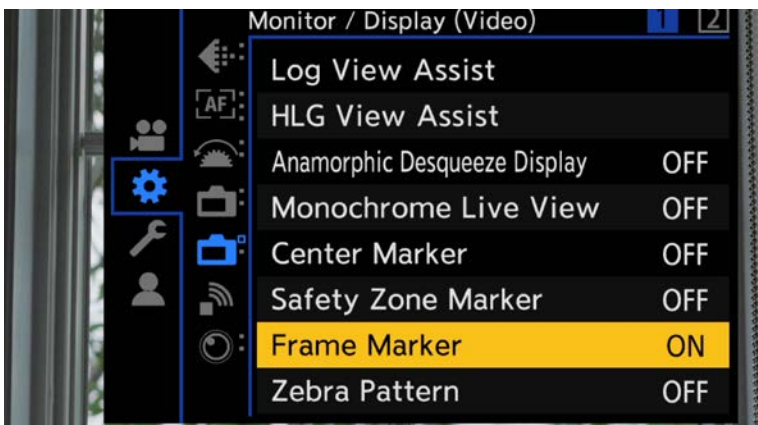 Monitor / Display (Video) 1 2
Log View Assist
AF
HLG View Assist
Anamorphic Desqueeze Display OFF
Monochrome Live View OFF
Center Marker OFF
Safety Zone Marker OFF
Frame Marker ON
Zebra Pattern OFF